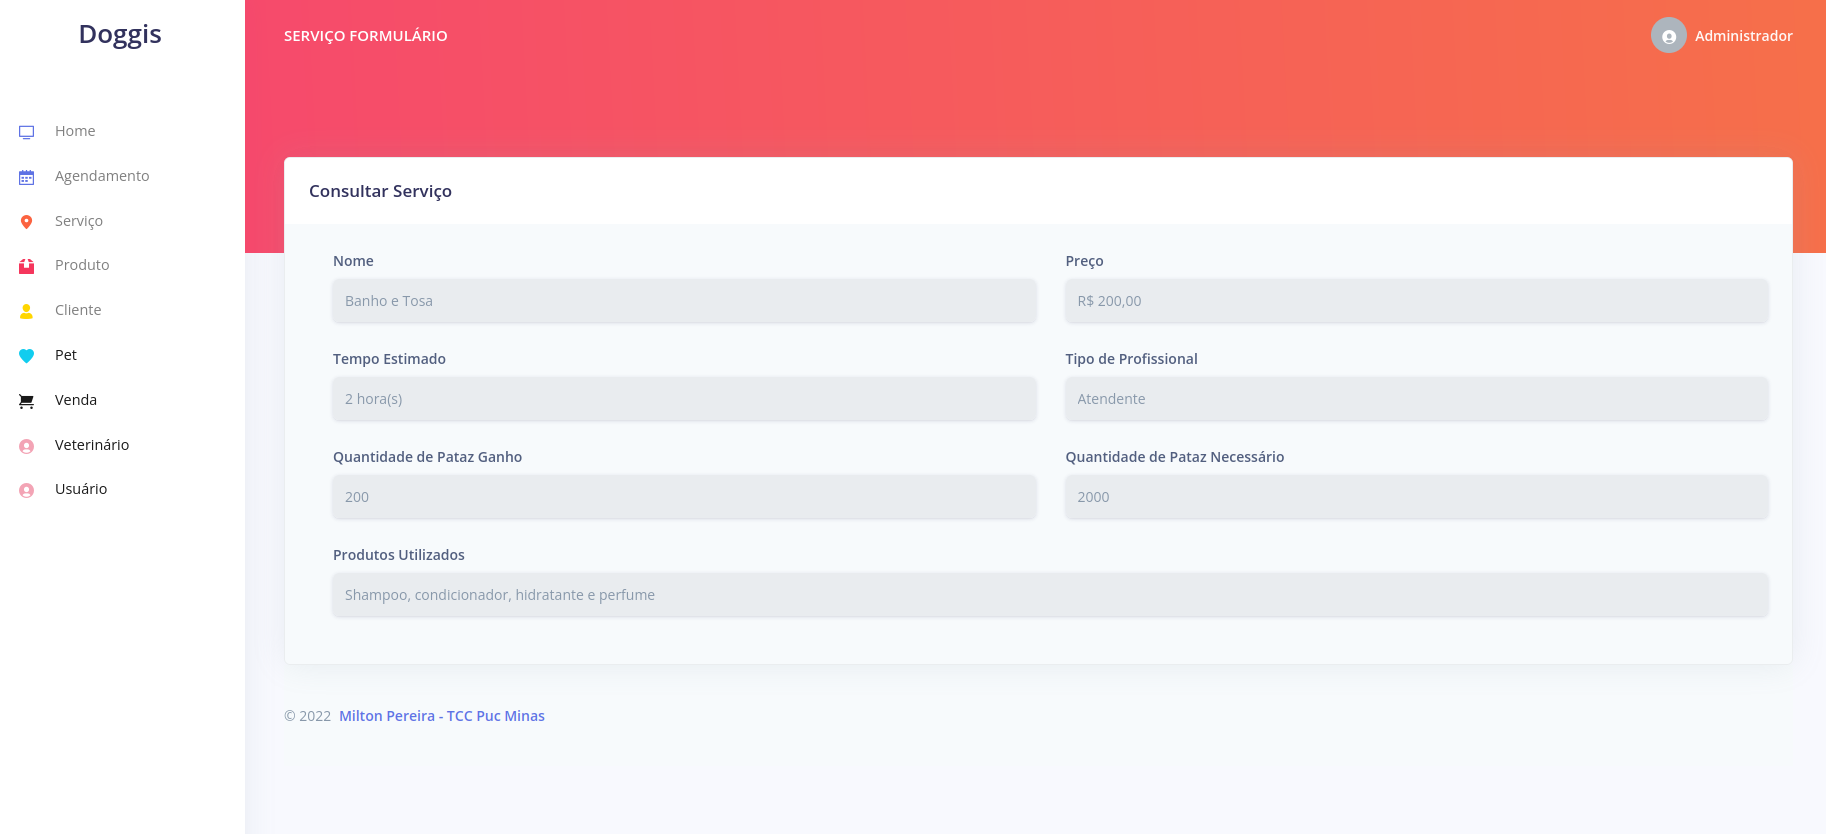 Doggis
SERVIÇO FORMULÁRIO
Administrador
Home
Agendamento
Serviço
Produto
Cliente
Pet
Venda
Veterinário
Usuário
Consultar Serviço
Nome
Banho e Tosa
Preço
R$ 200,00
Tempo Estimado
2 hora(s)
Tipo de Profissional
Atendente
Quantidade de Pataz Ganho
200
Quantidade de Pataz Necessário
2000
Produtos Utilizados
Shampoo, condicionador, hidratante e perfume
© 2022 Milton Pereira - TCC Puc Minas